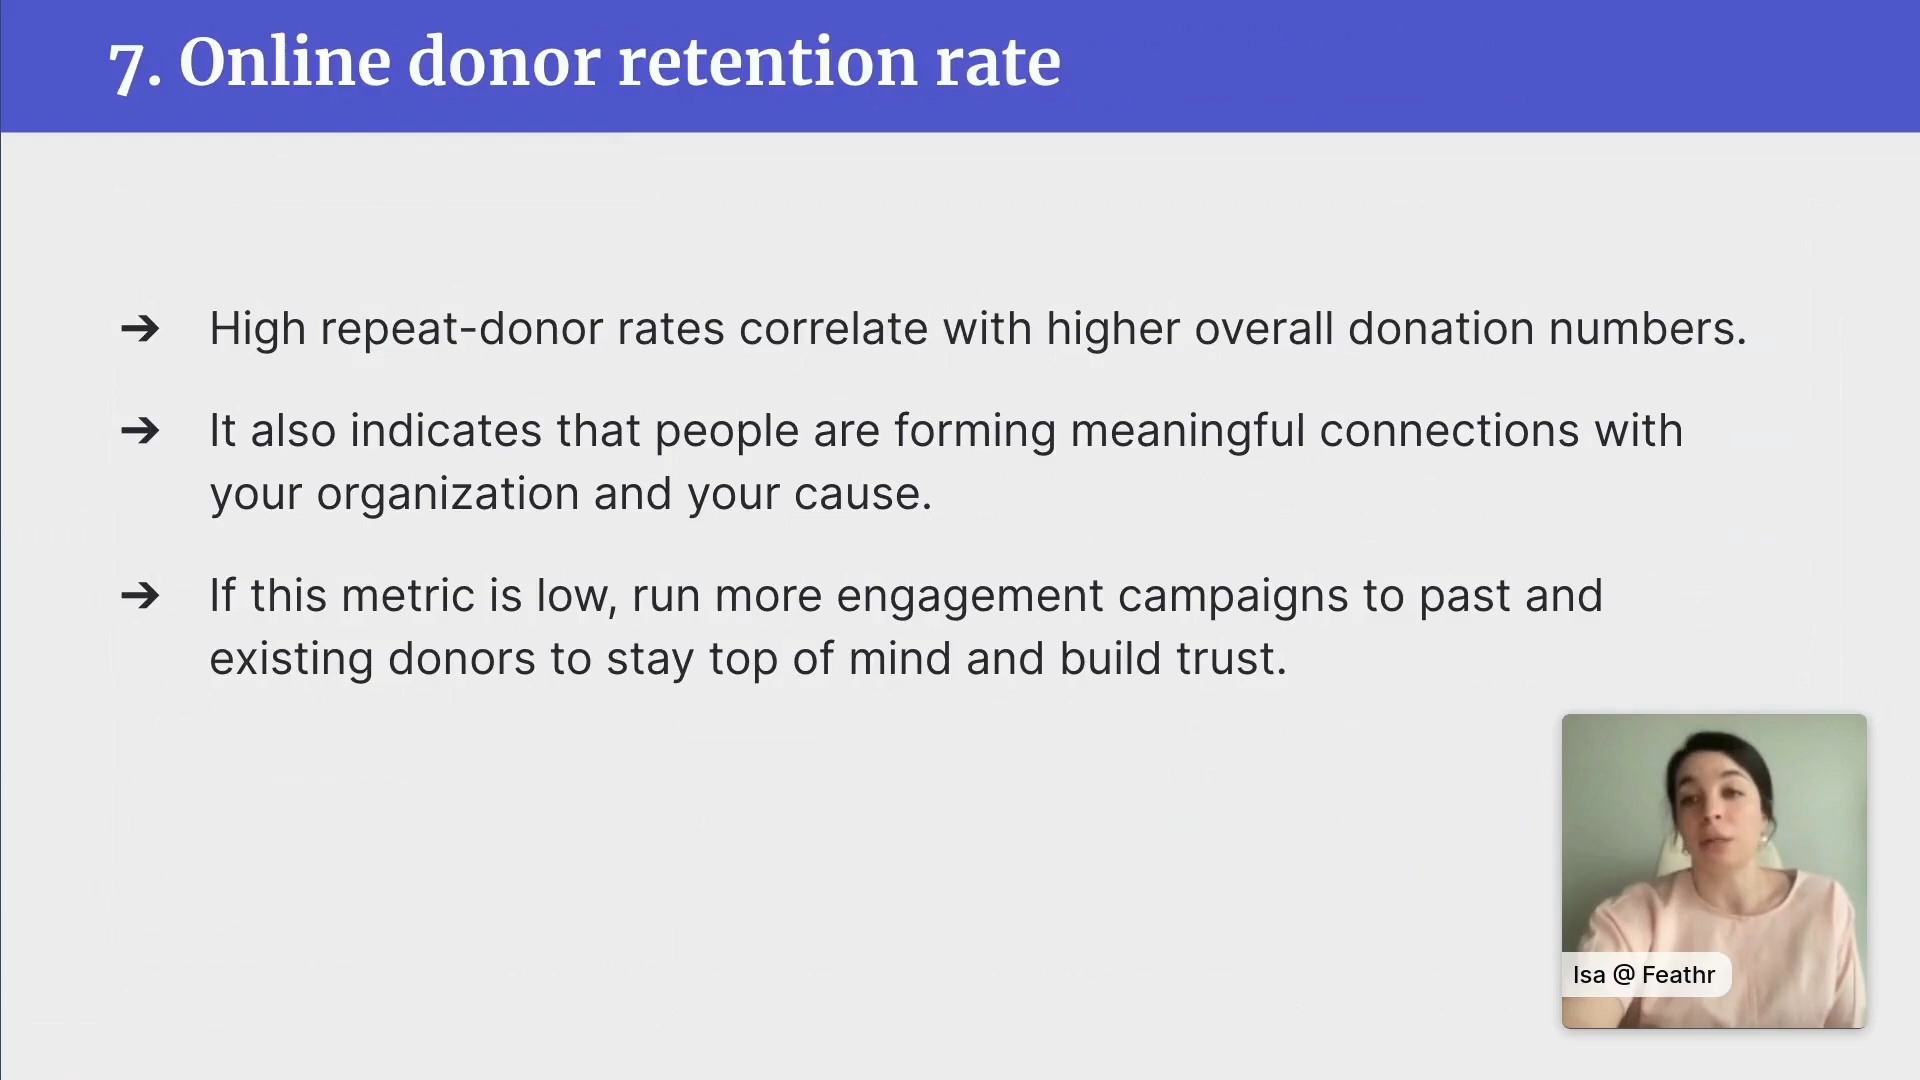 7. Online donor retention rate
➔ High repeat-donor rates correlate with higher overall donation numbers.
➔ It also indicates that people are forming meaningful connections with
your organization and your cause.
➔ If this metric is low, run more engagement campaigns to past and
existing donors to stay top of mind and build trust.
Isa @ Feathr